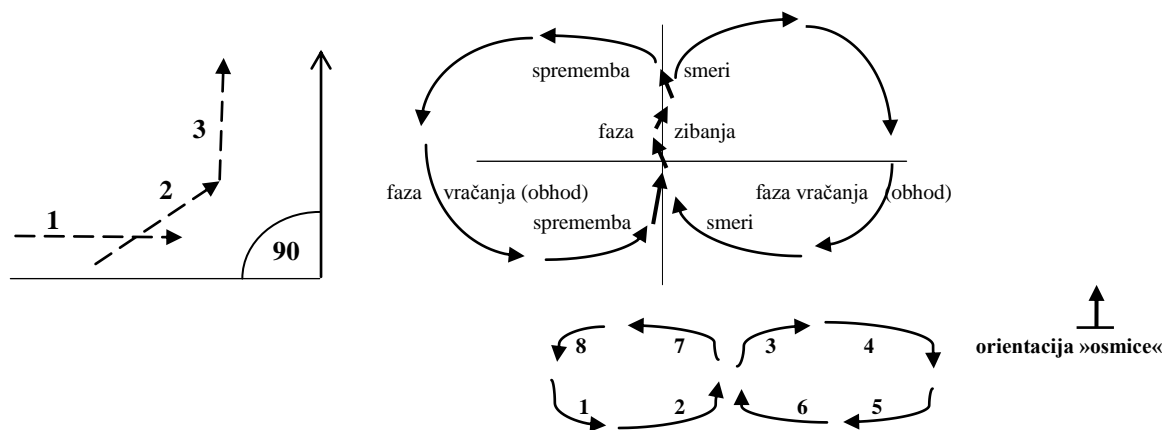 sprememba smeri
3
faza zibanja
2
faza vračanja (obhod) faza vračanja (obhod)
1
sprememba smeri
90
8 7 3 4
orientacija »osmice«
1 2 6 5